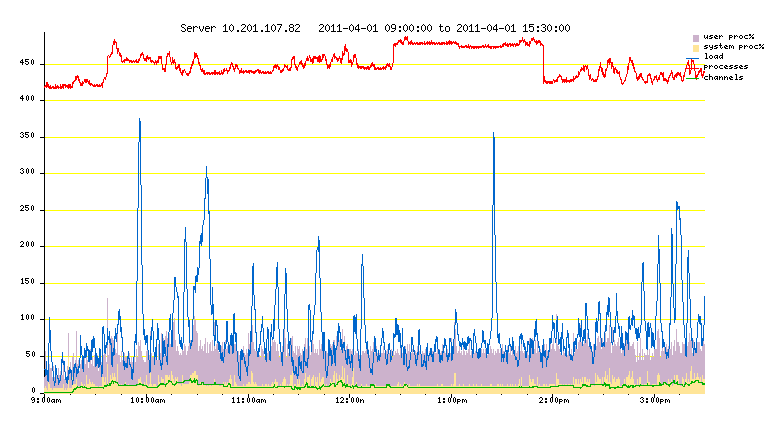 Server 10.201.107.82   2011-04-01 09:00:00 to 2011-04-01 15:30:00
user proc%
system proc%
load
processes
channels
450
400
350
300
250
200
150
100
50
0
9:00am 10:00am 11:00am 12:00pm 1:00pm 2:00pm 3:00pm